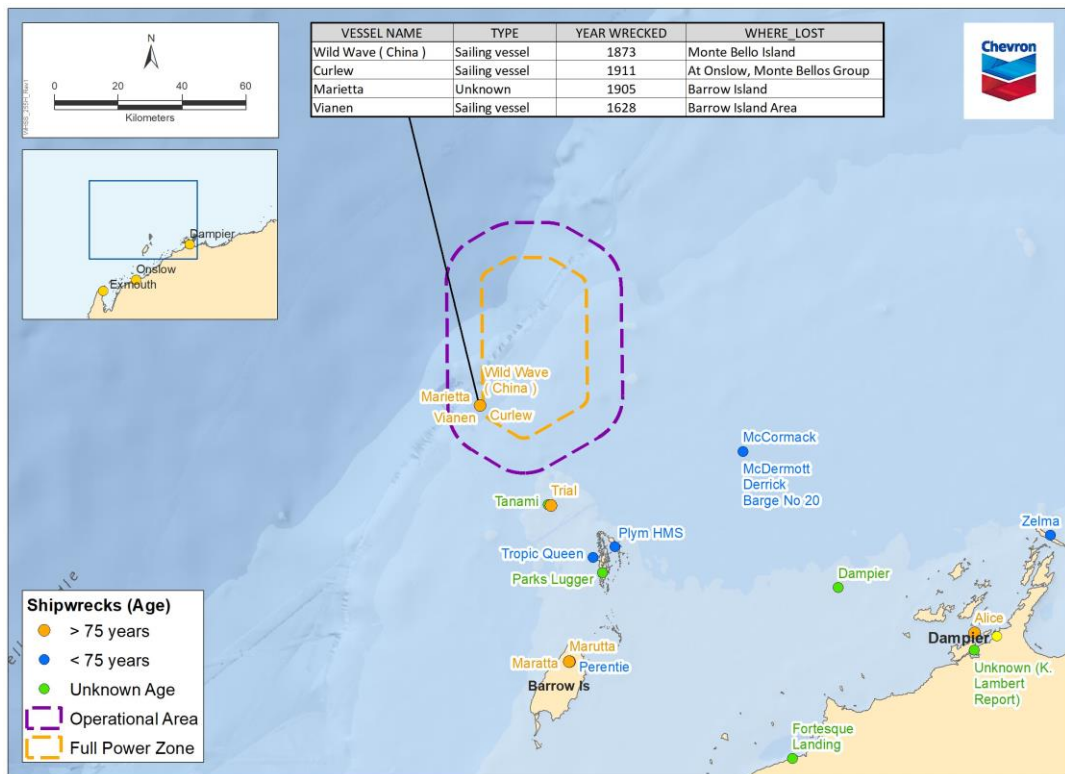 N
0 20 40 60
Kilometers
VESSEL NAME TYPE YEAR WRECKED WHERE_LOST
Wild Wave ( China ) Sailing vessel 1873 Monte Bello Island
Curlew Sailing vessel 1911 At Onslow, Monte Bellos Group
Marietta Unknown 1905 Barrow Island
Vianen Sailing vessel 1628 Barrow Island Area
Chevron
Dampier
Onslow
Exmouth
Wild Wave
( China )
Marietta
Vianen
Curlew
McCormack
McDermott
Derrick
Barge No 20
Trial
Tanami
Zelma
Plym HMS
Tropic Queen
Parks Lugger
Dampier
Alice
Dampier
Marutta
Maratta
Perentie
Barrow Is
Unknown (K.
Lambert
Report)
Fortesque
Landing
Shipwrecks (Age)
> 75 years
< 75 years
Unknown Age
Operational Area
Full Power Zone